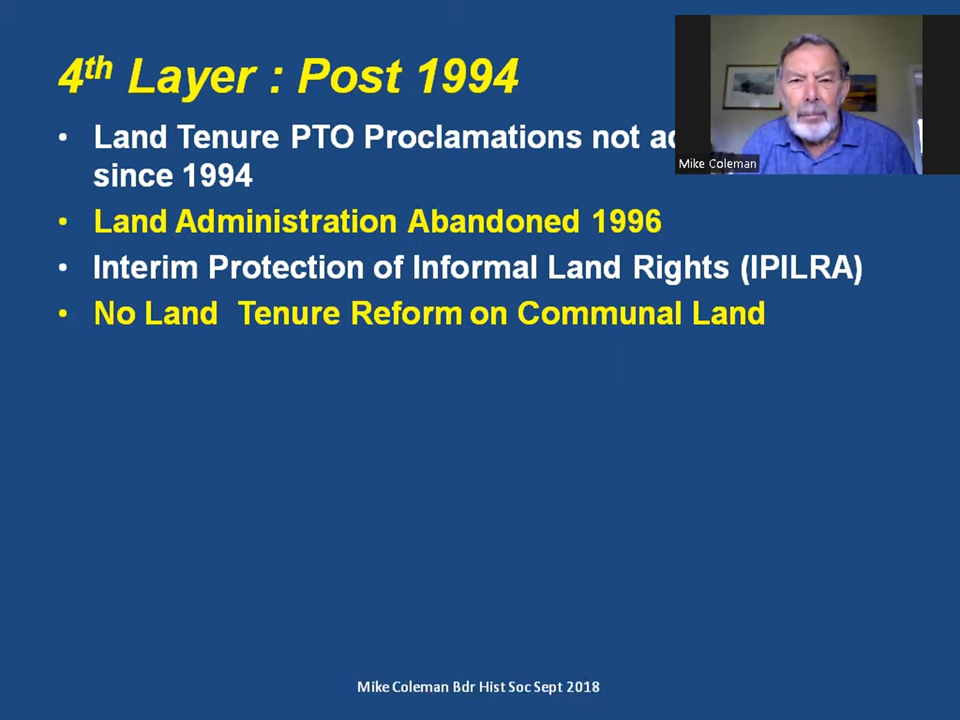 4th Layer : Post 1994
• Land Tenure PTO Proclamations not
since 1994
• Land Administration Abandoned 1996
• Interim Protection of Informal Land Rights (IPILRA)
• No Land Tenure Reform on Communal Land
Mike Coleman
Mike Coleman Bdr Hist Soc Sept 2018